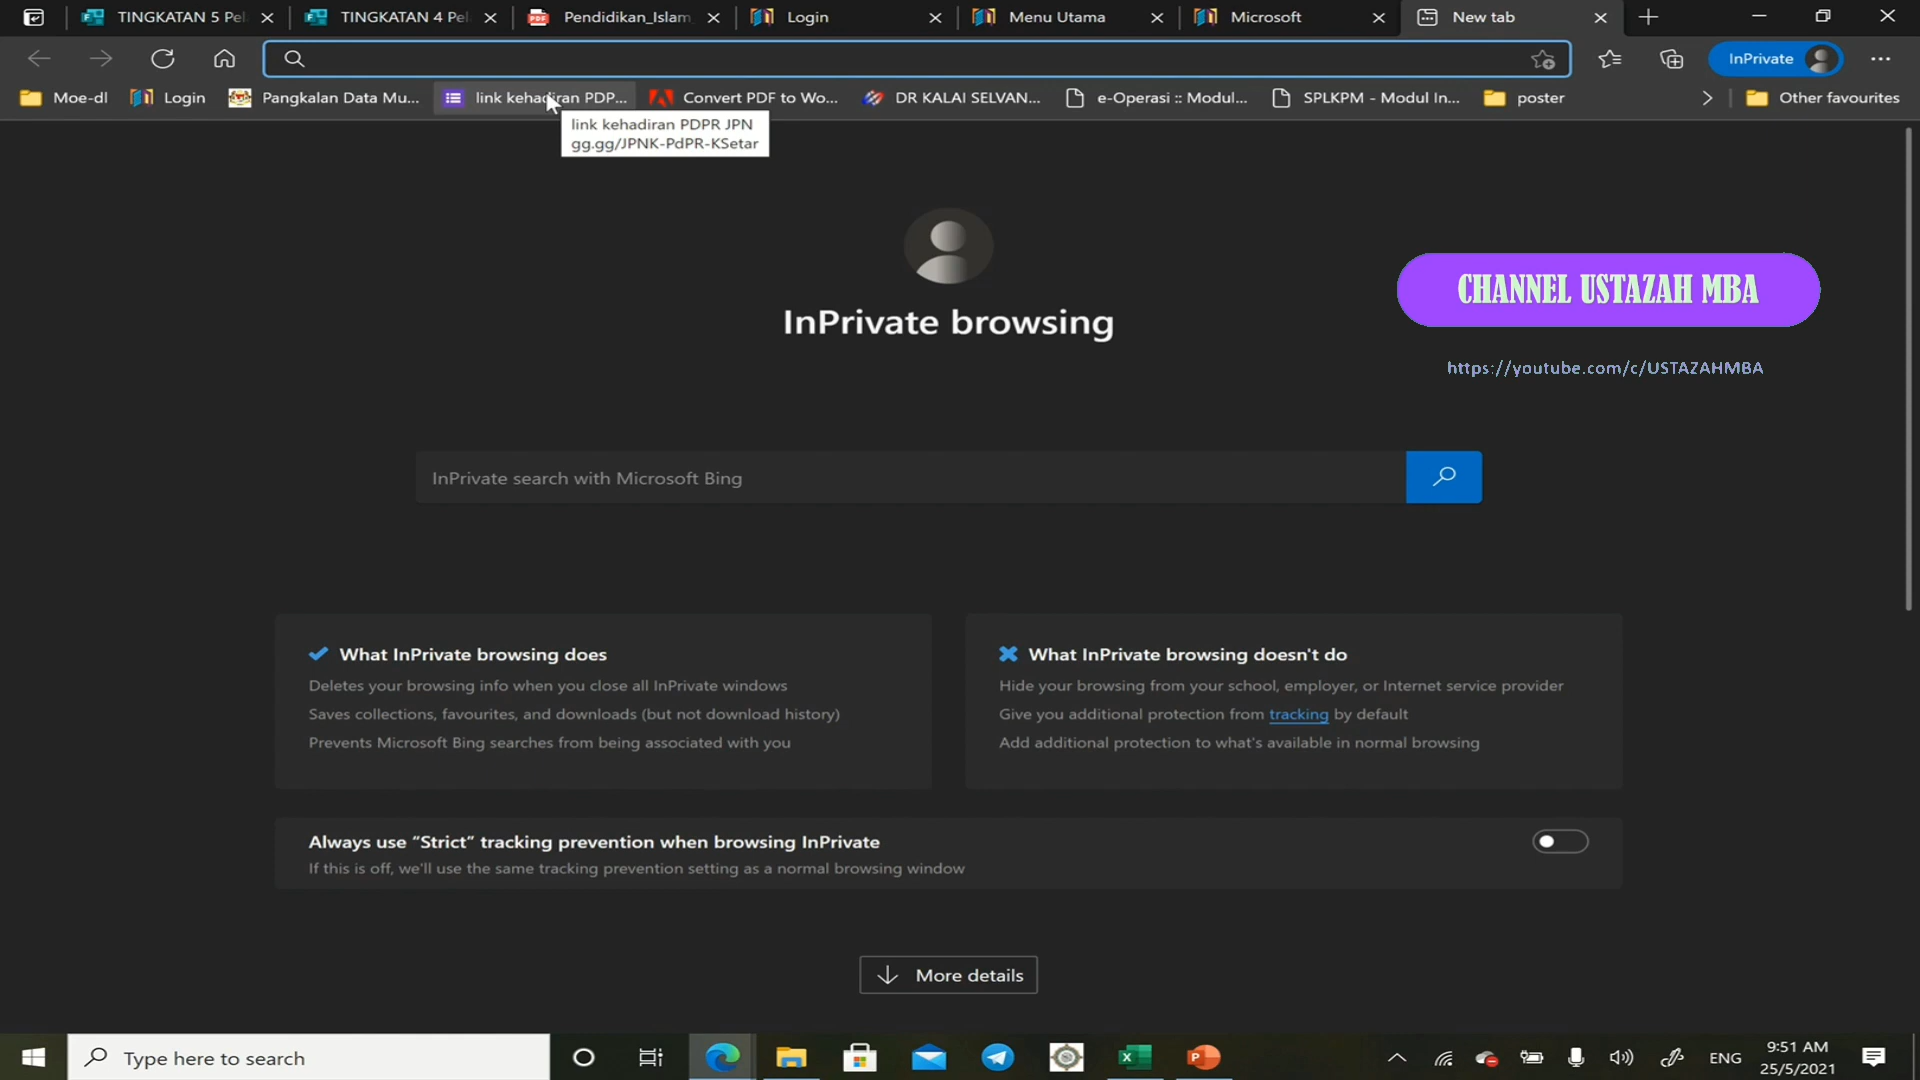 TINGKATAN 5 Pel
TINGKATAN 4 Pel
PDF
Pendidikan_Islam
Login
Menu Utama
Microsoft
New tab
InPrivate
Moe-dl
Login
Pangkalan Data Mu...
link kehadiran PDP...
Convert PDF to Wo...
DR KALAI SELVAN...
e-Operasi :: Modul...
SPLKPM - Modul In...
poster
Other favourites
link kehadiran PDPR JPN
gg.gg/JPNK-PdPR-KSetar
InPrivate browsing
CHANNEL USTAZAH MBA
https://youtube.com/c/USTAZAHMBA
InPrivate search with Microsoft Bing
What InPrivate browsing does
Deletes your browsing info when you close all InPrivate windows
Saves collections, favourites, and downloads (but not download history)
Prevents Microsoft Bing searches from being associated with you
What InPrivate browsing doesn't do
Hide your browsing from your school, employer, or Internet service provider
Give you additional protection from tracking by default
Add additional protection to what's available in normal browsing
Always use “Strict” tracking prevention when browsing InPrivate
If this is off, we'll use the same tracking prevention setting as a normal browsing window
More details
Type here to search
ENG
9:51 AM
25/5/2021